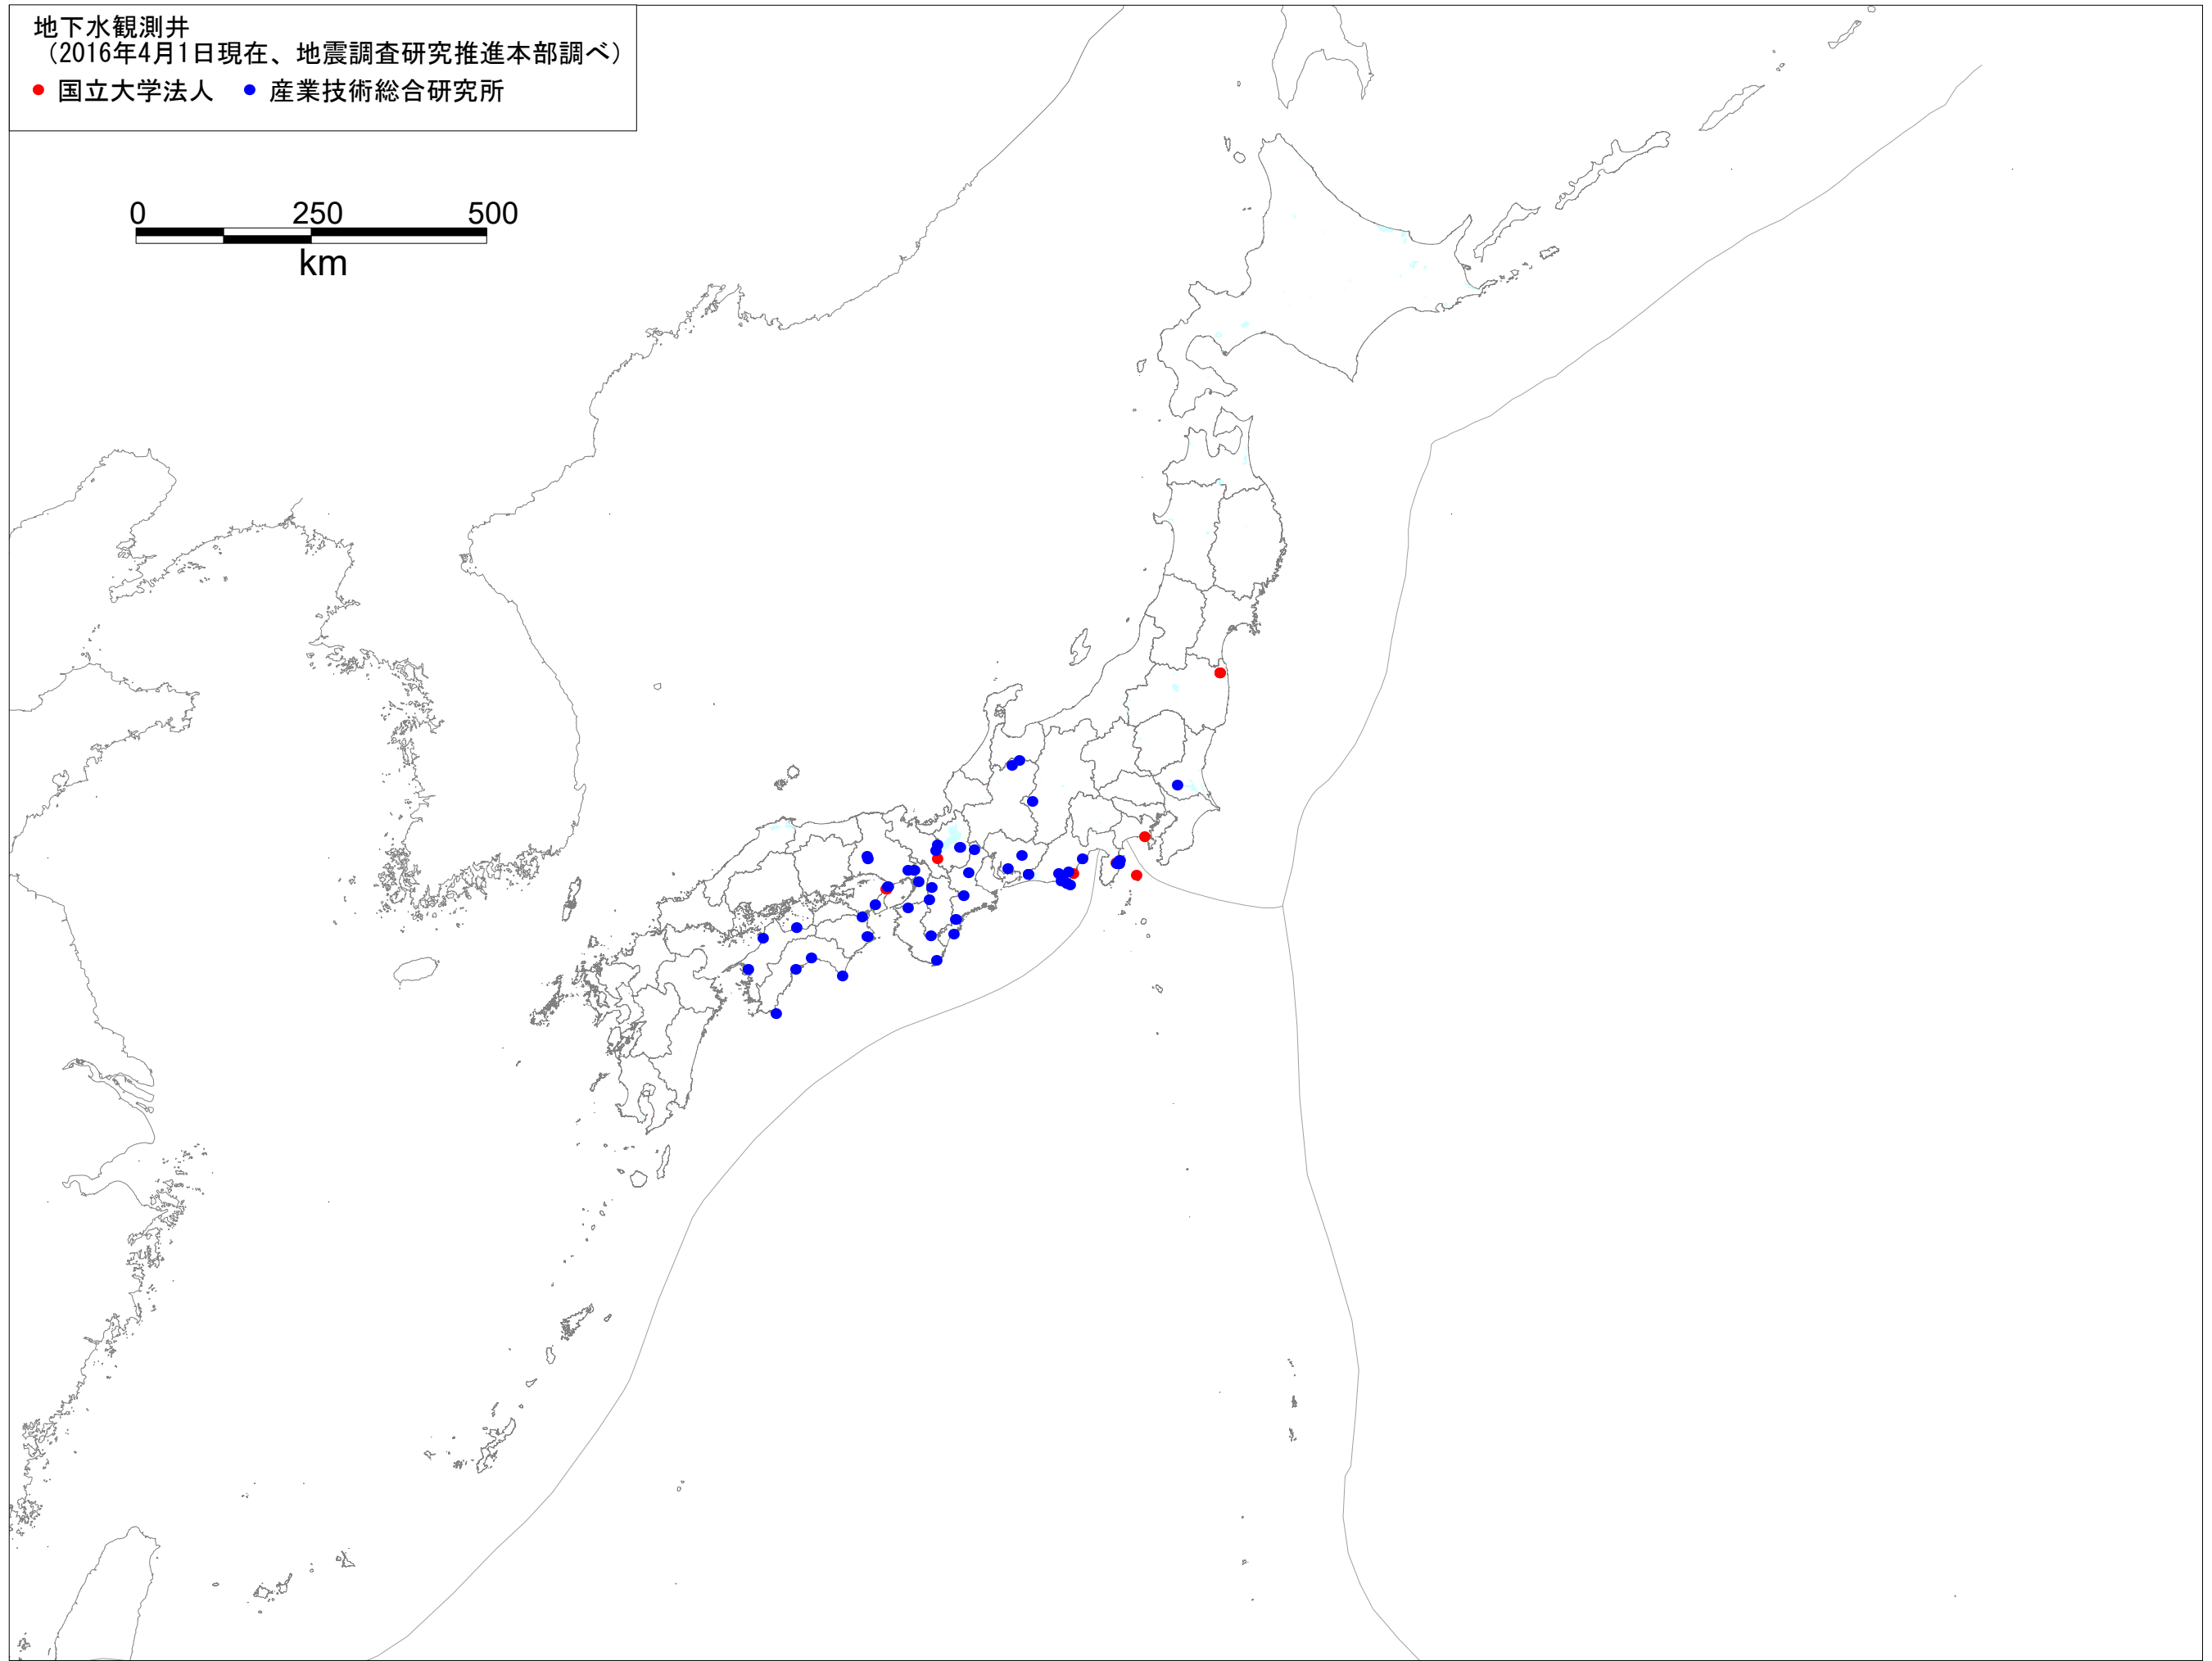 地下水観測井
（2016年4月1日現在、地震調査研究推進本部調べ）
● 国立大学法人 ● 産業技術総合研究所
0 250 500
km